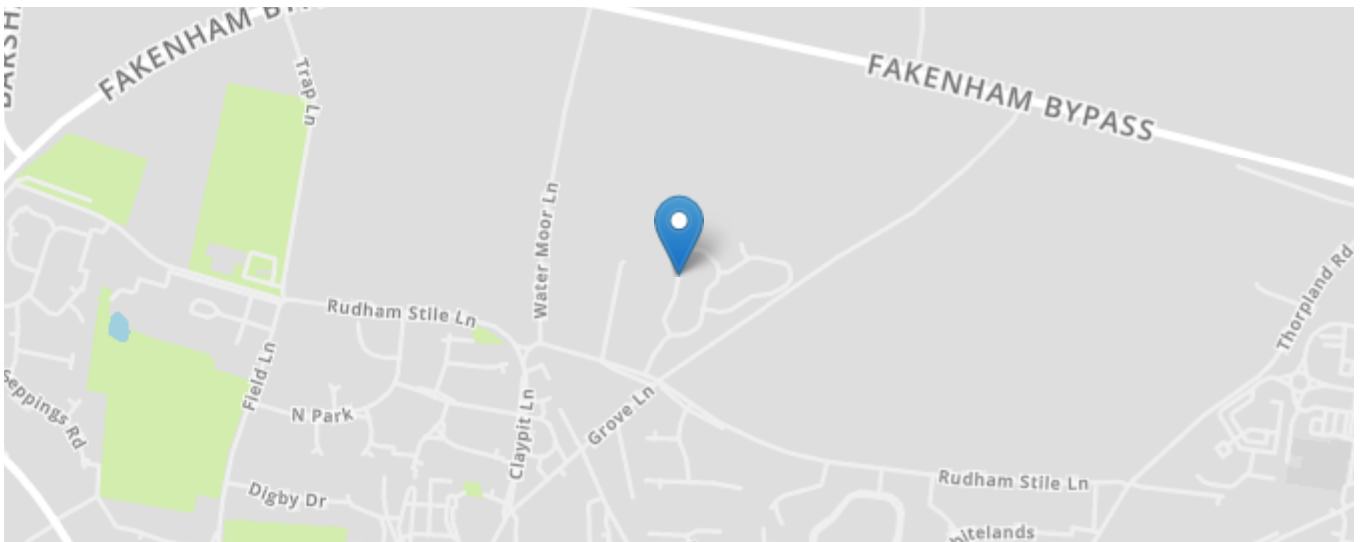 FAKENHAM
FAKENHAM BYPASS
Trap Ln
Water Moor Ln
Rudham Stile Ln
Thorpland Rd
Field Ln
Seppings Rd
N Park
Claypit Ln
Grove Ln
Digby Dr
Rudham Stile Ln